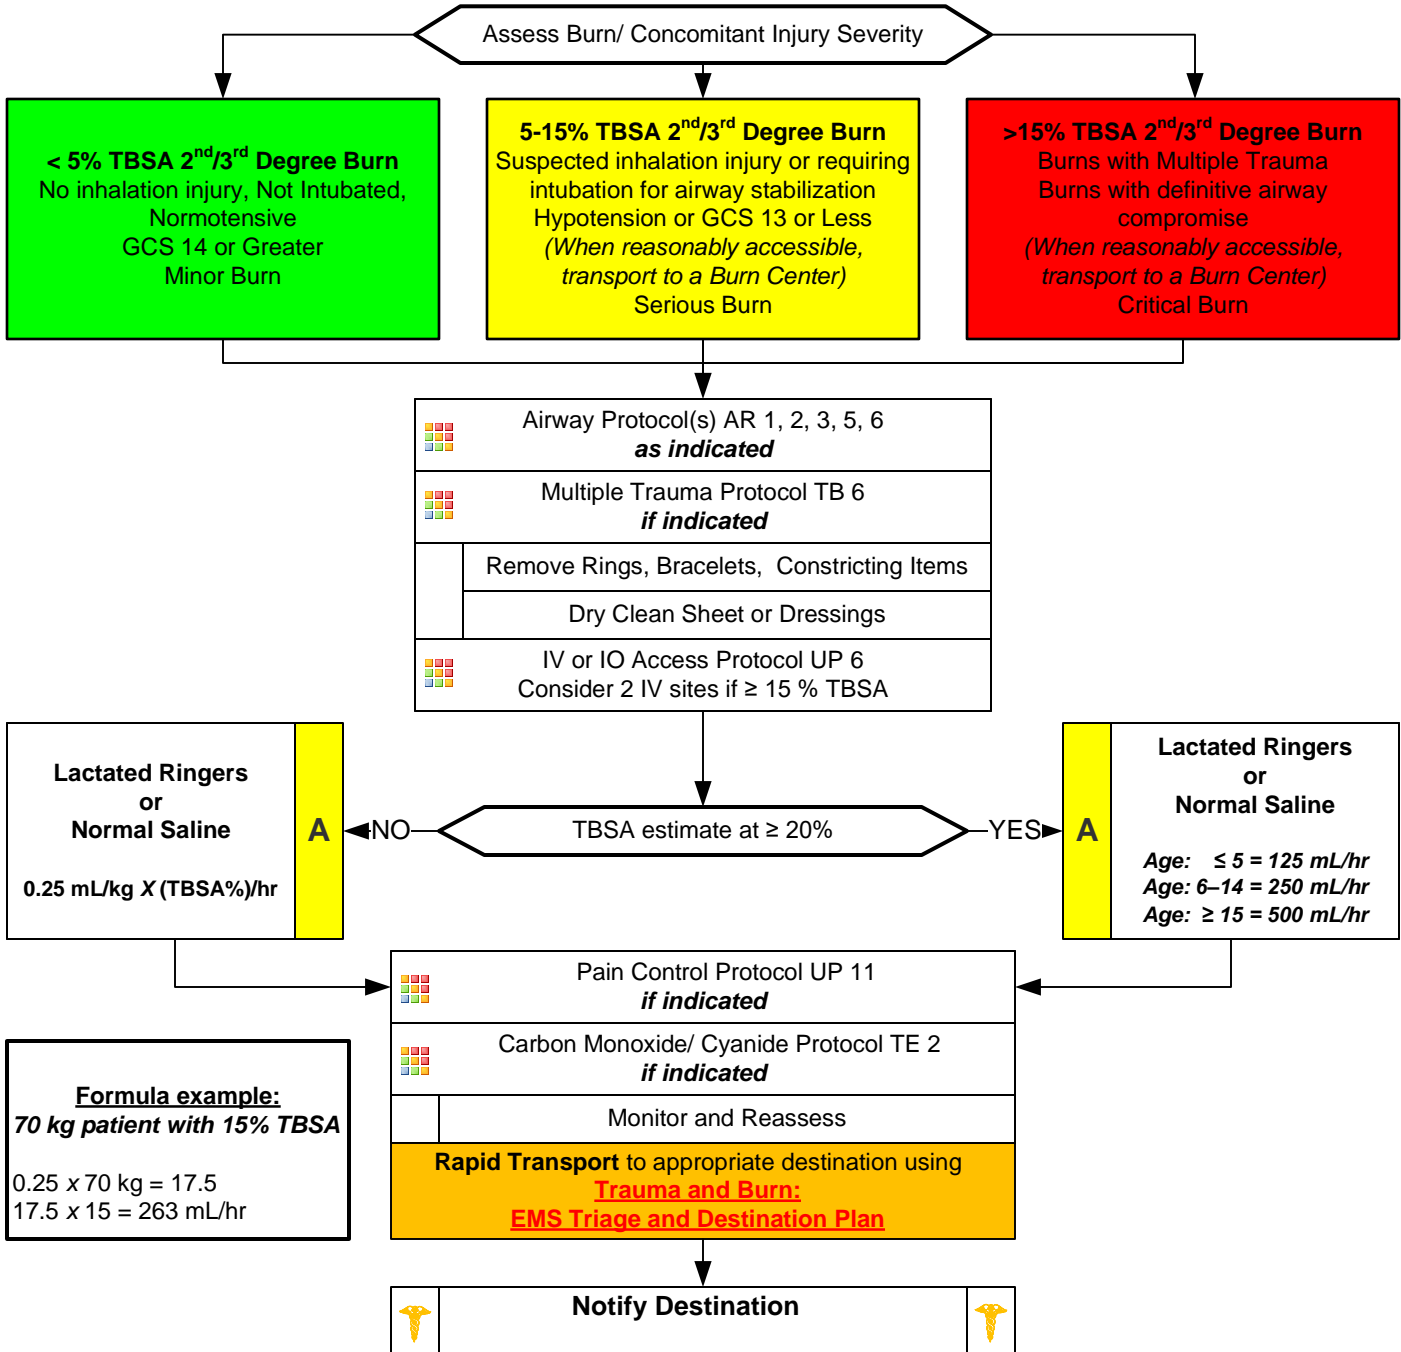 Assess Burn/ Concomitant Injury Severity
< 5% TBSA 2nd/3rd Degree Burn
No inhalation injury, Not Intubated,
Normotensive
GCS 14 or Greater
Minor Burn
5-15% TBSA 2nd/3rd Degree Burn
Suspected inhalation injury or requiring
intubation for airway stabilization
Hypotension or GCS 13 or Less
(When reasonably accessible,
transport to a Burn Center)
Serious Burn
>15% TBSA 2nd/3rd Degree Burn
Burns with Multiple Trauma
Burns with definitive airway
compromise
(When reasonably accessible,
transport to a Burn Center)
Critical Burn
Airway Protocol(s) AR 1, 2, 3, 5, 6
as indicated
Multiple Trauma Protocol TB 6
if indicated
Remove Rings, Bracelets,  Constricting Items
Dry Clean Sheet or Dressings
IV or IO Access Protocol UP 6
Consider 2 IV sites if ≥ 15 % TBSA
TBSA estimate at ≥ 20%
NO
YES
Lactated Ringers
or
Normal Saline
0.25 mL/kg X (TBSA%)/hr
A
A
Lactated Ringers
or
Normal Saline
Age: ≤ 5 = 125 mL/hr
Age: 6–14 = 250 mL/hr
Age: ≥ 15 = 500 mL/hr
Pain Control Protocol UP 11
if indicated
Carbon Monoxide/ Cyanide Protocol TE 2
if indicated
Monitor and Reassess
Rapid Transport to appropriate destination using
Trauma and Burn:
EMS Triage and Destination Plan
Formula example:
70 kg patient with 15% TBSA
0.25 x 70 kg = 17.5
17.5 x 15 = 263 mL/hr
Notify Destination